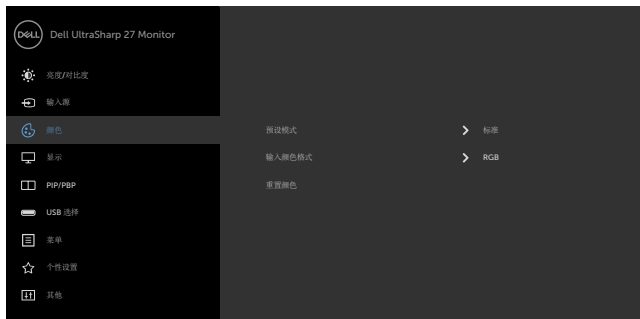 DELL Dell UltraSharp 27 Monitor
亮度/对比度
输入源
颜色 预设模式 标准
显示 输入颜色格式 RGB
PIP/PBP 重置颜色
USB 选择
菜单
个性设置
其他